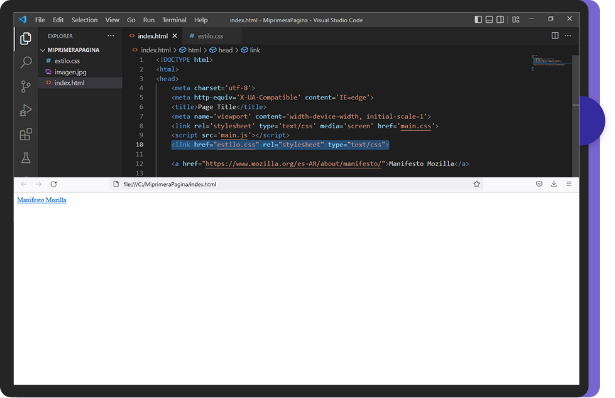 File Edit Selection View Go Run Terminal Help index.html - MiprimeraPagina - Visual Studio Code
EXPLORER
MIPRIMERAPAGINA
estilo.css
imagen.jpg
index.html
index.html estilo.css
index.html > html > head > link
1 <!DOCTYPE html>
2 <html>
3 <head>
4 <meta charset='utf-8'>
5 <meta http-equiv='X-UA-Compatible' content='IE=edge'>
6 <title>Page Title</title>
7 <meta name='viewport' content='width=device-width, initial-scale=1'>
8 <link rel='stylesheet' type='text/css' media='screen' href='main.css'>
9 <script src='main.js'></script>
10 <link href="estilo.css" rel="stylesheet" type="text/css">
11
12 <a href="https://www.mozilla.org/es-AR/about/manifesto/">Manifesto Mozilla</a>
file:///C:/MiprimeraPagina/index.html
Manifesto Mozilla